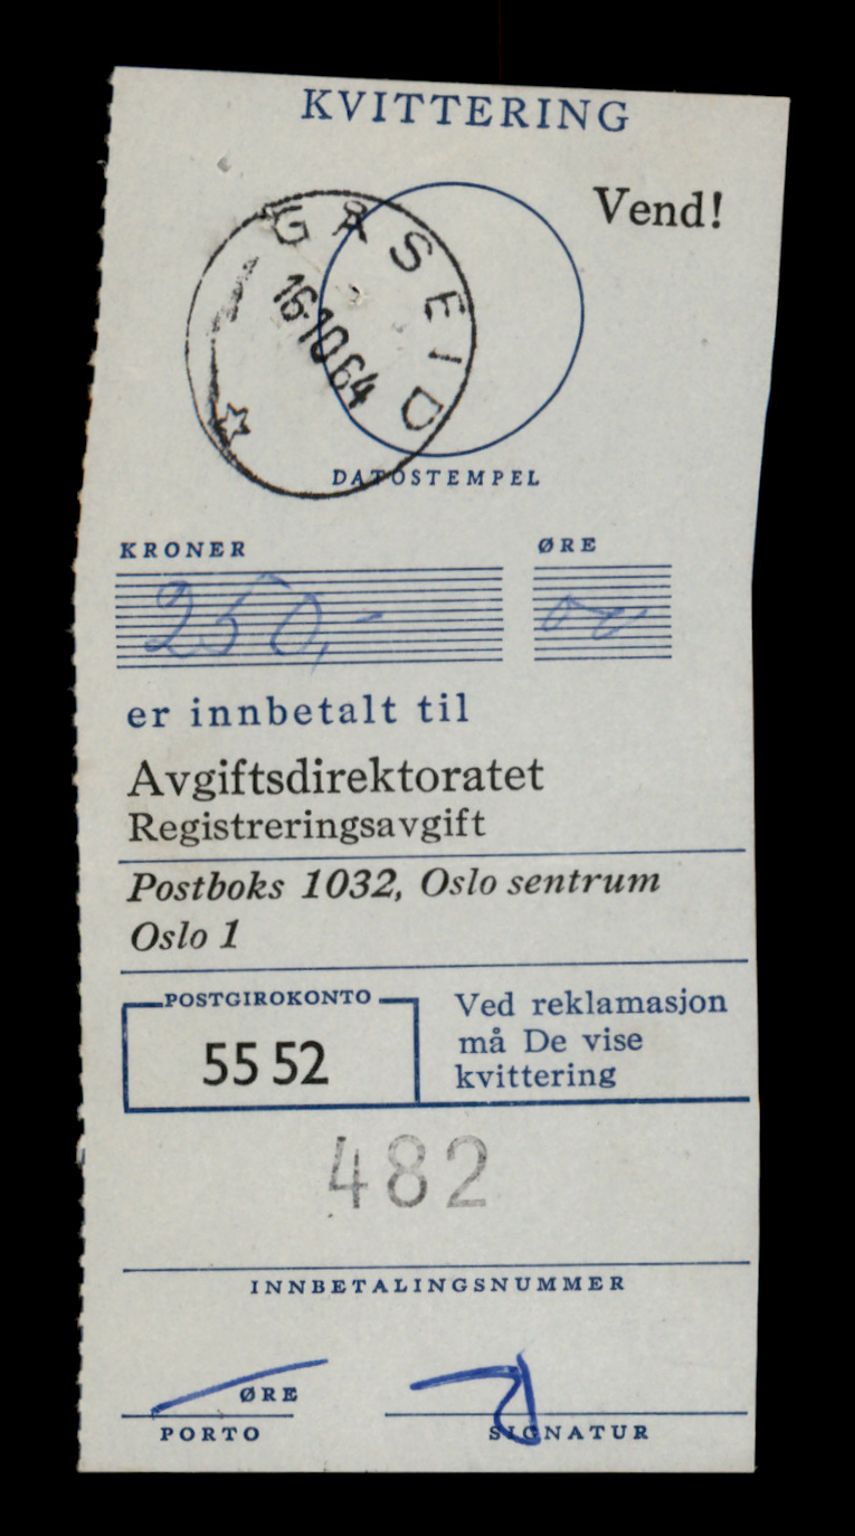 KVITTERING
Vend!
GÅSEID
16.10.64
DATOSTEMPEL
KRONER ØRE
250,- 00
er innbetalt til
Avgiftsdirektoratet
Registreringsavgift
Postboks 1032, Oslo sentrum
Oslo 1
POSTGIROKONTO
55 52
Ved reklamasjon
må De vise
kvittering
482
INNBETALINGSNUMMER
ØRE
PORTO
SIGNATUR